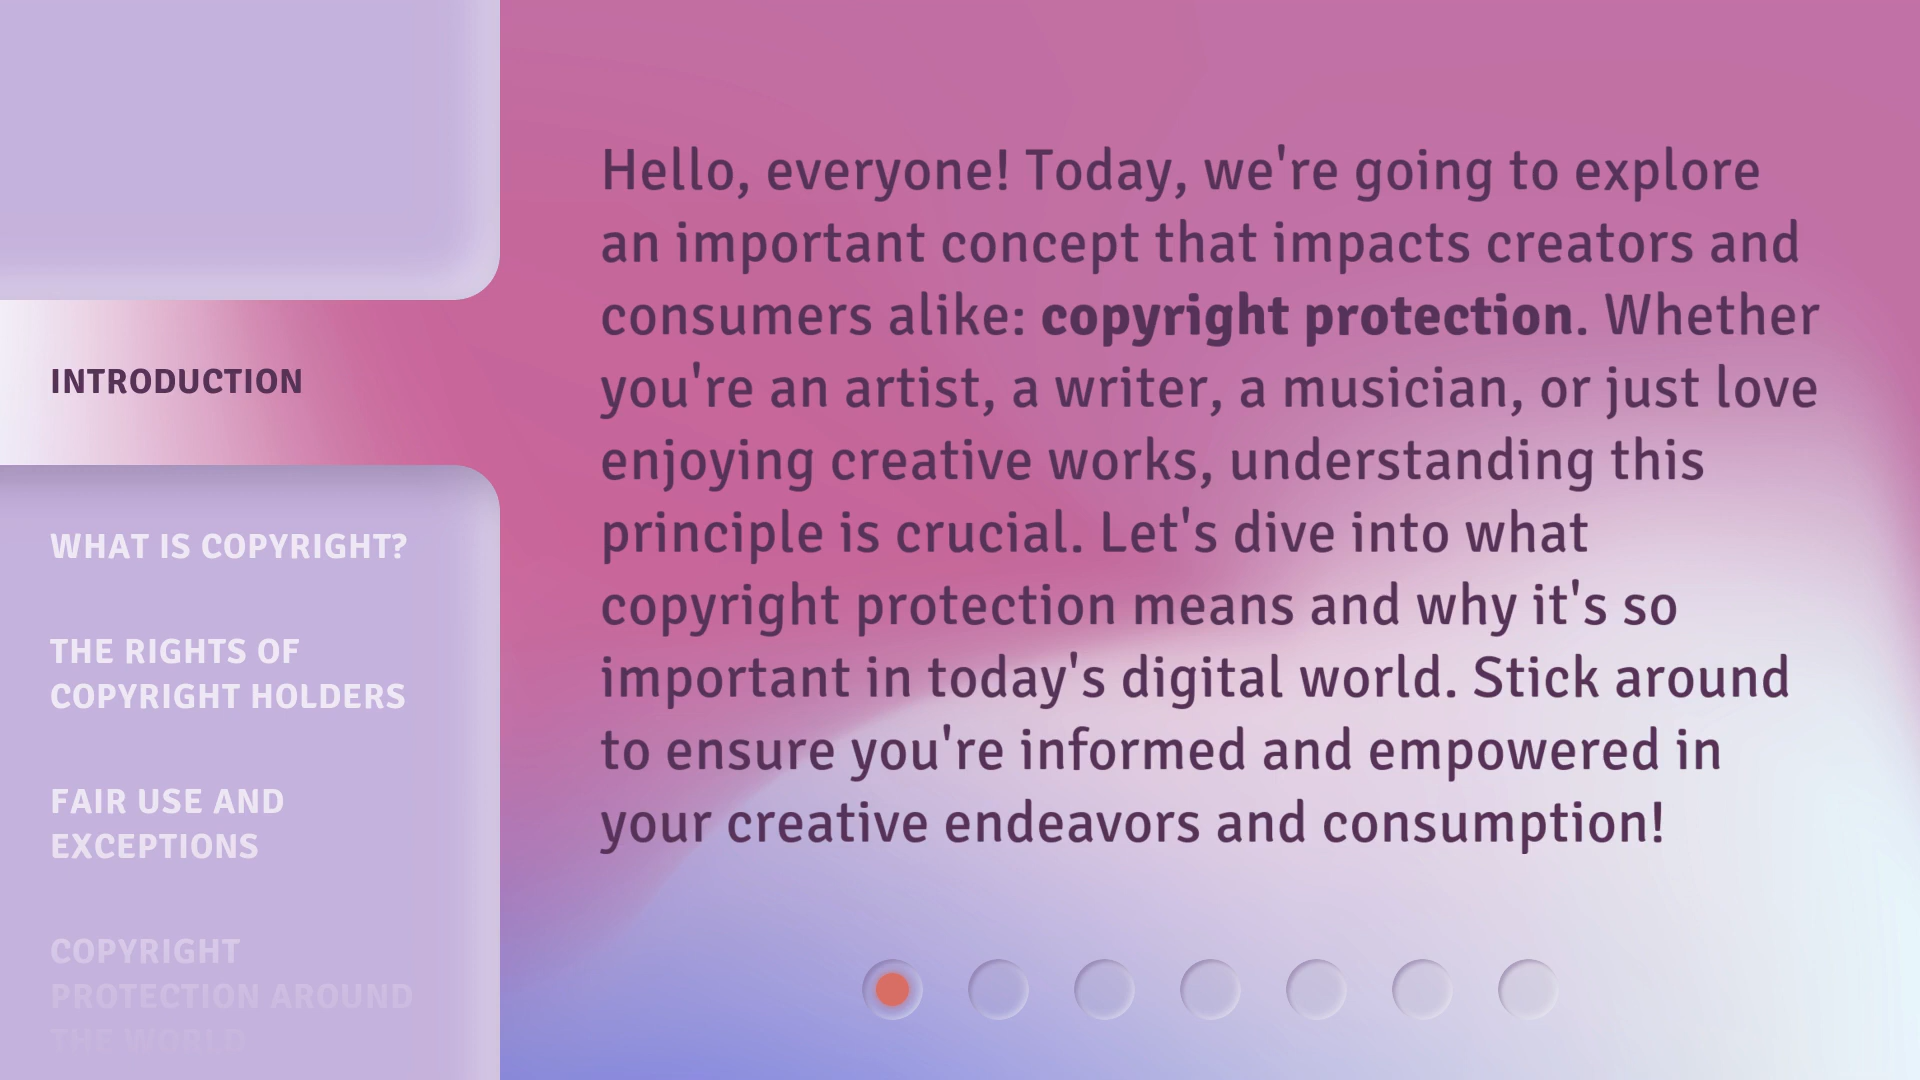 INTRODUCTION
WHAT IS COPYRIGHT?
THE RIGHTS OF
COPYRIGHT HOLDERS
FAIR USE AND
EXCEPTIONS
COPYRIGHT
PROTECTION AROUND
THE WORLD
Hello, everyone! Today, we're going to explore
an important concept that impacts creators and
consumers alike: copyright protection. Whether
you're an artist, a writer, a musician, or just love
enjoying creative works, understanding this
principle is crucial. Let's dive into what
copyright protection means and why it's so
important in today's digital world. Stick around
to ensure you're informed and empowered in
your creative endeavors and consumption!